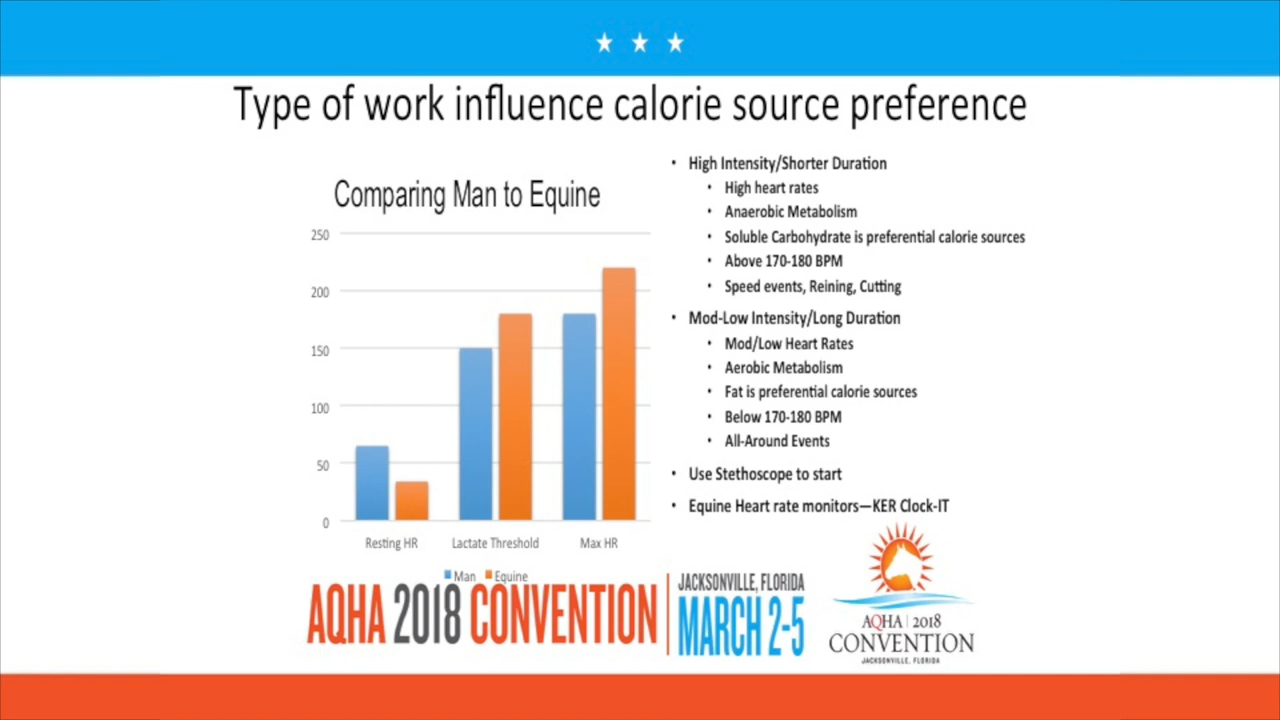 Type of work influence calorie source preference
Comparing Man to Equine
250
200
150
100
50
0
Resting HR
Lactate Threshold
Max HR
Man
Equine
• High Intensity/Shorter Duration
• High heart rates
• Anaerobic Metabolism
• Soluble Carbohydrate is preferential calorie sources
• Above 170-180 BPM
• Speed events, Reining, Cutting
• Mod-Low Intensity/Long Duration
• Mod/Low Heart Rates
• Aerobic Metabolism
• Fat is preferential calorie sources
• Below 170-180 BPM
• All-Around Events
• Use Stethoscope to start
• Equine Heart rate monitors—KER Clock-IT
AQHA 2018 CONVENTION
JACKSONVILLE, FLORIDA
MARCH 2-5
AQHA | 2018
CONVENTION
JACKSONVILLE, FLORIDA